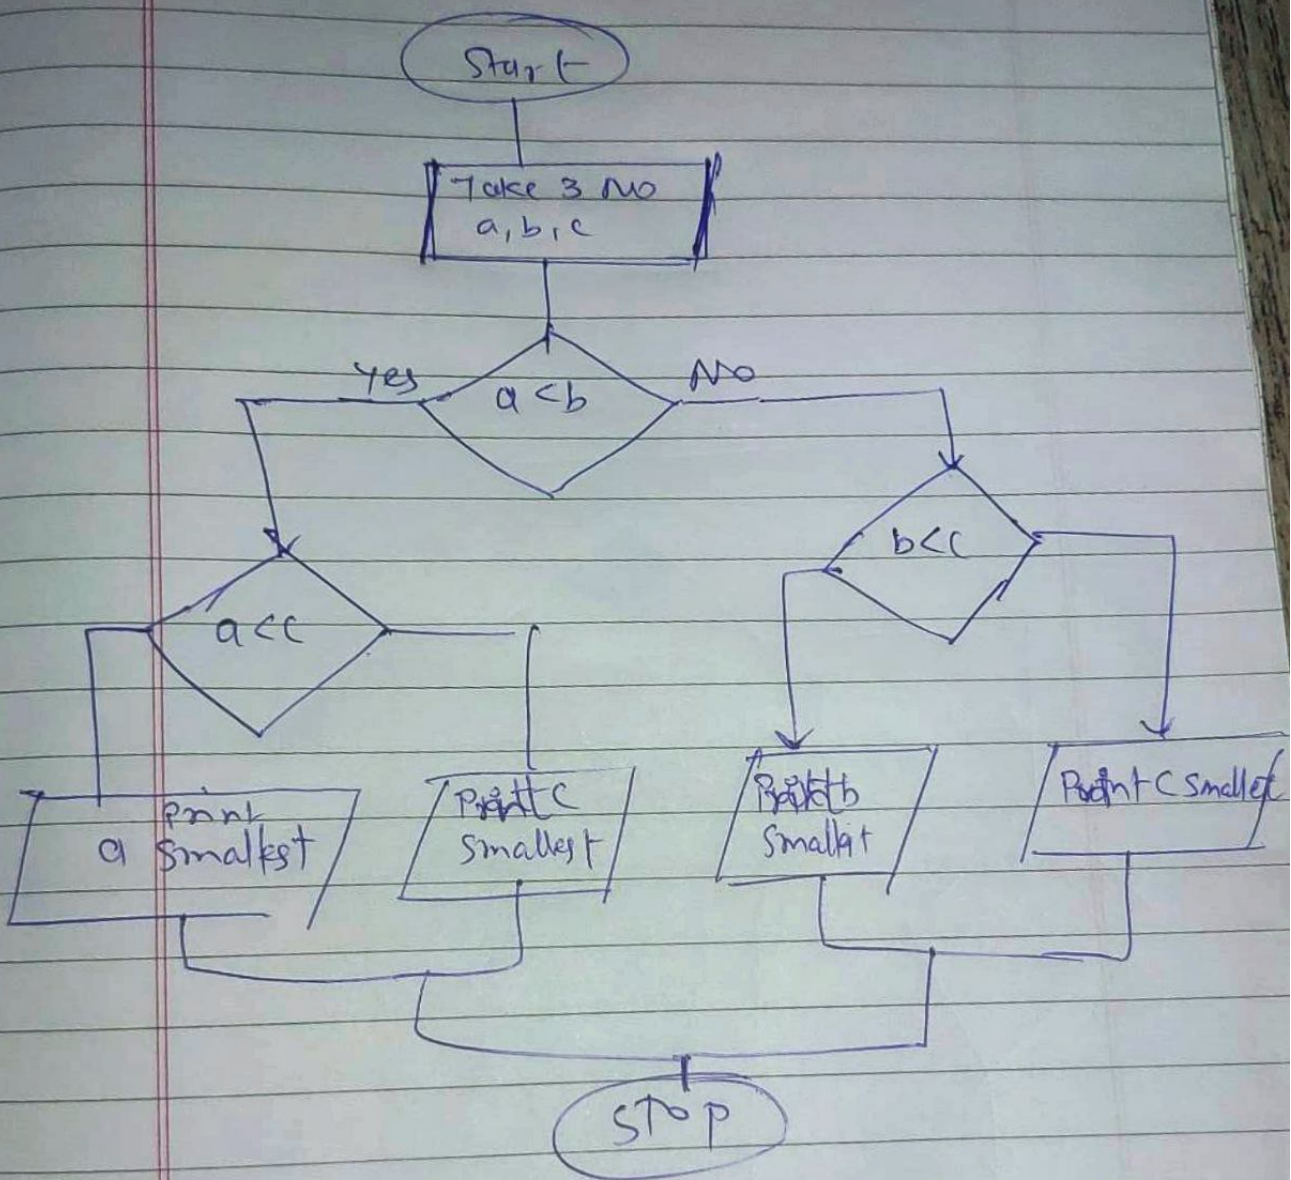 Start
Take 3 No
a, b, c
Yes
a < b
No
b < c
a < c
print
a smallest
Print C
smallest
Print b
Smallest
Print C smallest
STOP